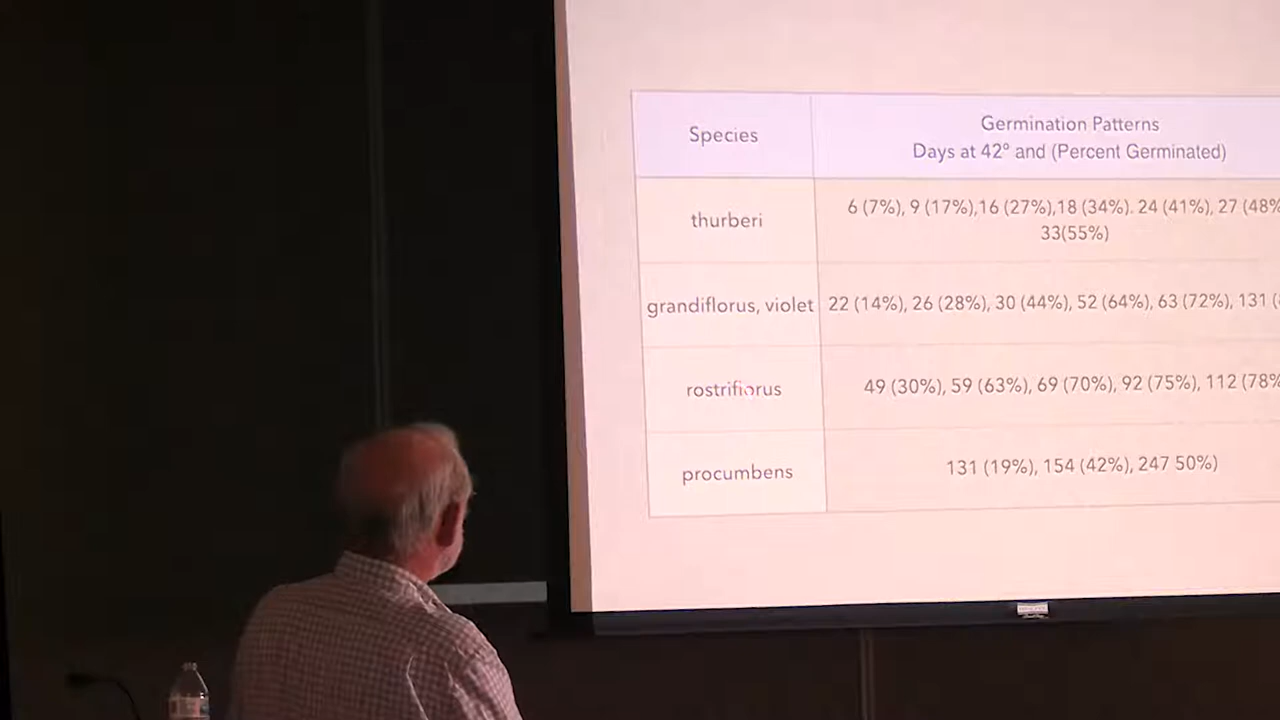 Species
Germination Patterns
Days at 42° and (Percent Germinated)
thurberi
6 (7%), 9 (17%),16 (27%),18 (34%). 24 (41%), 27 (48%
33(55%)
grandiflorus, violet
22 (14%), 26 (28%), 30 (44%), 52 (64%), 63 (72%), 131 (
rostriflorus
49 (30%), 59 (63%), 69 (70%), 92 (75%), 112 (78%
procumbens
131 (19%), 154 (42%), 247 50%)